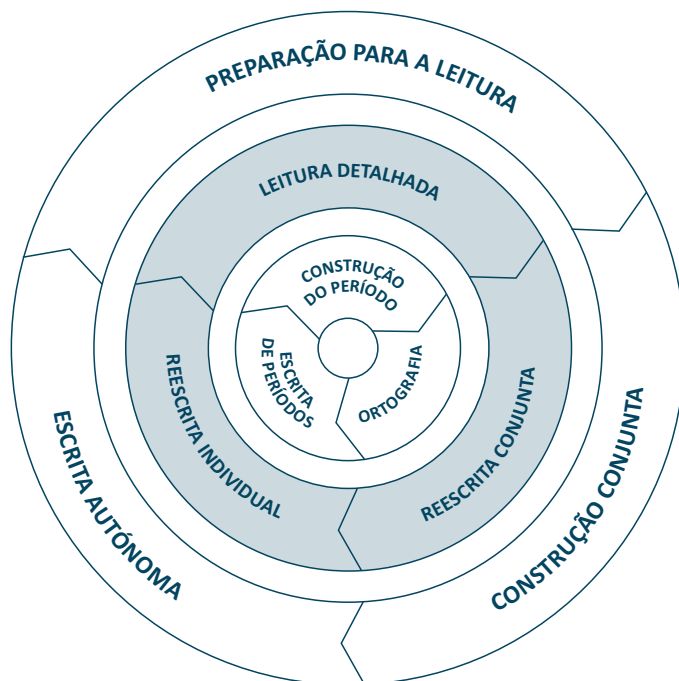 PREPARAÇÃO PARA A LEITURA
LEITURA DETALHADA
CONSTRUÇÃO
DO PERÍODO
ESCRITA
DE PERÍODOS
ORTOGRAFIA
REESCRITA INDIVIDUAL
REESCRITA CONJUNTA
ESCRITA AUTÓNOMA
CONSTRUÇÃO CONJUNTA